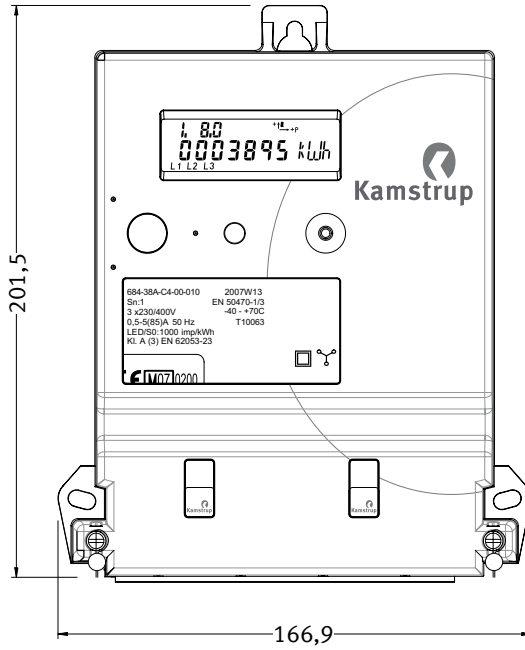 1. 8.0
+P
0003895 kWh
L1 L2 L3
Kamstrup
684-38A-C4-00-010 2007W13
Sn:1 EN 50470-1/3
3 x230/400V -40 - +70C
0,5-5(85)A 50 Hz T10063
LED/S0:1000 imp/kWh
Kl. A (3) EN 62053-23
CE M07 0200
201,5
Kamstrup
Kamstrup
166,9